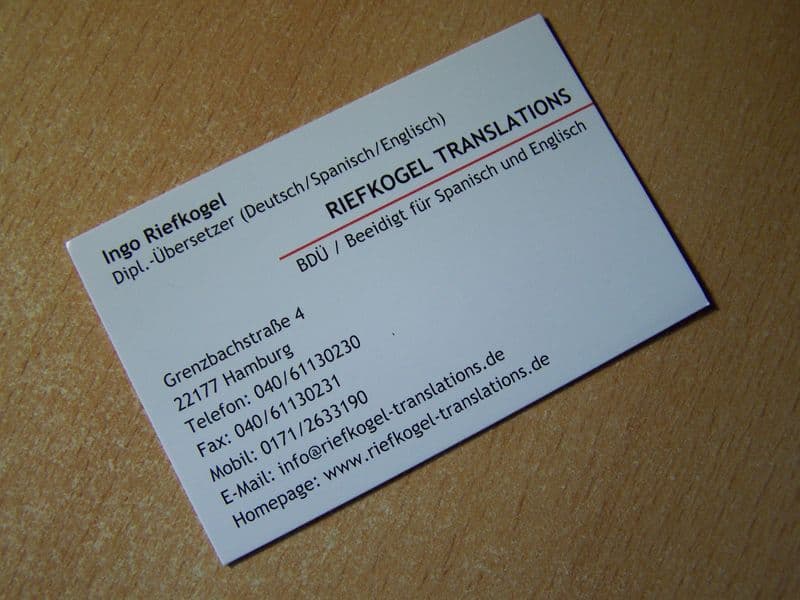 Ingo Riefkogel
Dipl.-Übersetzer (Deutsch/Spanisch/Englisch)
RIEFKOGEL TRANSLATIONS
BDÜ / Beeidigt für Spanisch und Englisch
Grenzbachstraße 4
22177 Hamburg
Telefon: 040/61130230
Fax: 040/61130231
Mobil: 0171/2633190
E-Mail: info@riefkogel-translations.de
Homepage: www.riefkogel-translations.de